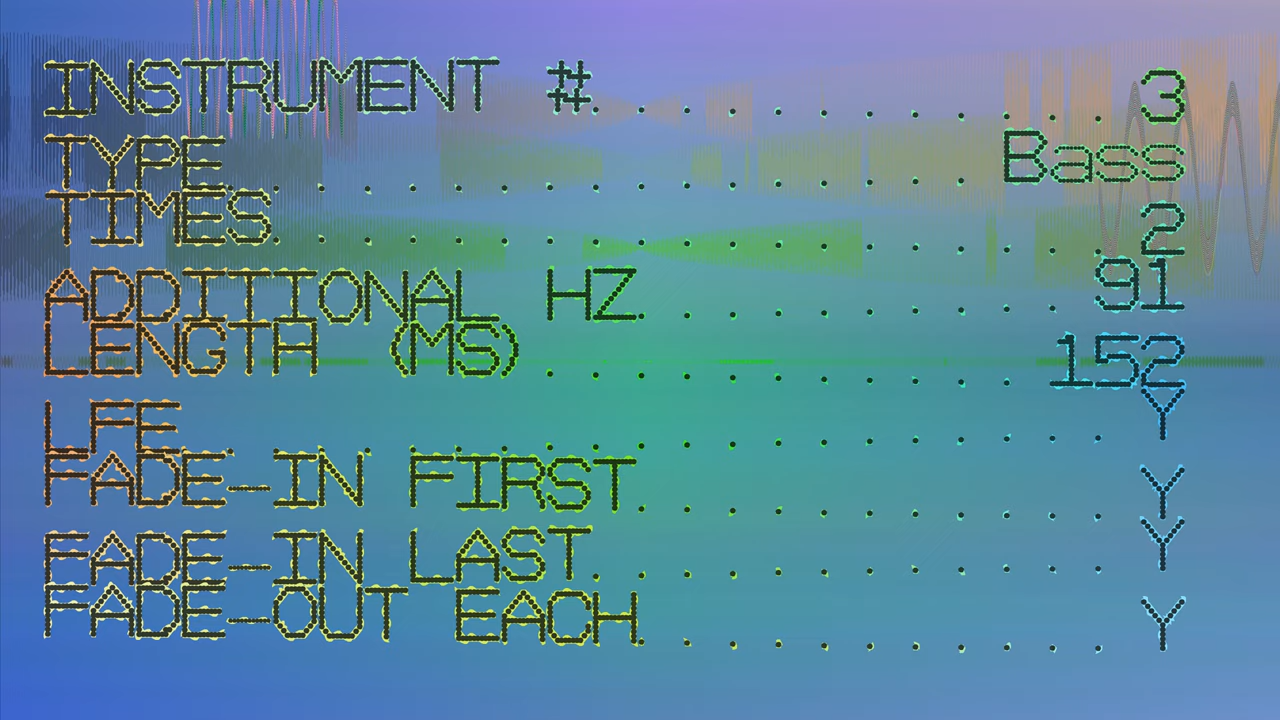 INSTRUMENT #. . . . . . . . . . . . 3
TYPE. . . . . . . . . . . . . . . . . Bass
TIMES. . . . . . . . . . . . . . . . . . . 2
ADDITIONAL HZ. . . . . . . . . . 91
LENGTH (MS) . . . . . . . . . . . 152
LFE. . . . . . . . . . . . . . . . . . . . Y
FADE-IN FIRST. . . . . . . . . . . Y
FADE-IN LAST. . . . . . . . . . . . Y
FADE-OUT EACH. . . . . . . . . . . Y